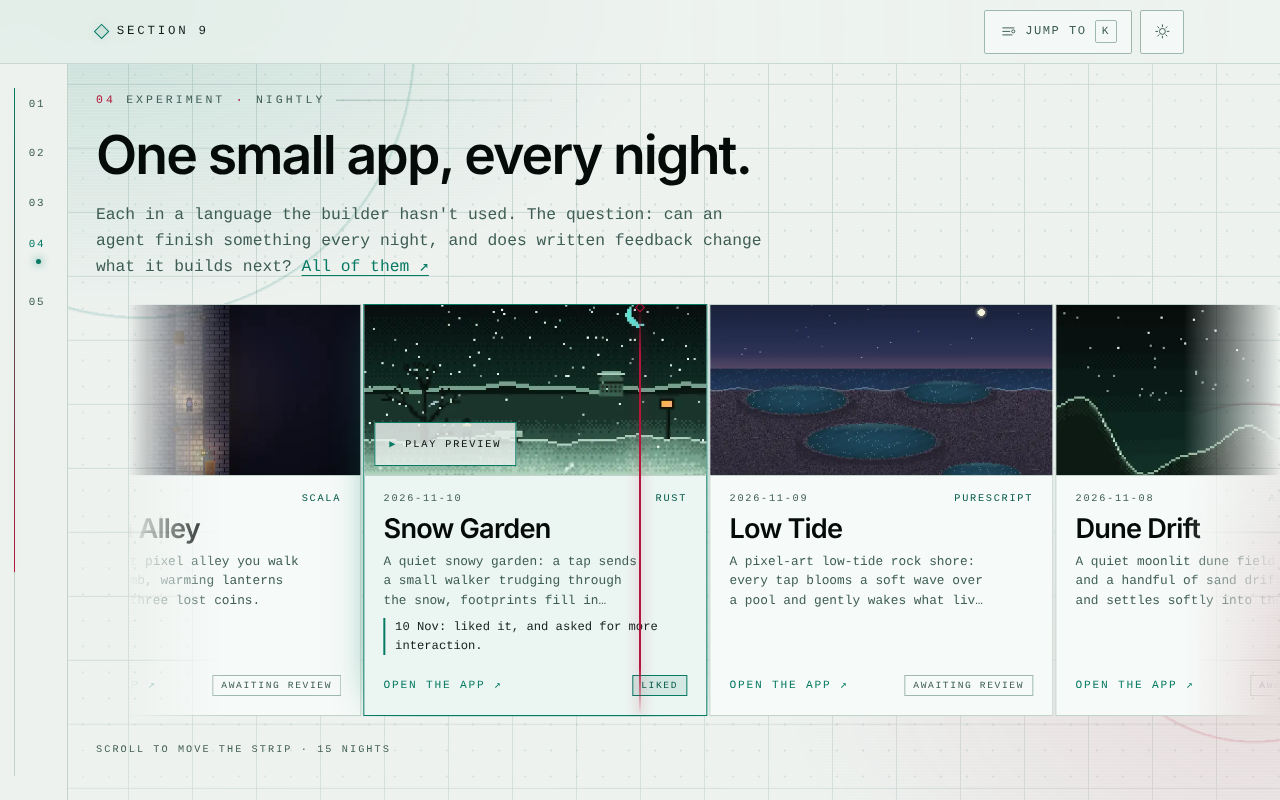 SECTION 9
JUMP TO K
01
02
03
04
05
04 EXPERIMENT · NIGHTLY
One small app, every night.
Each in a language the builder hasn't used. The question: can an
agent finish something every night, and does written feedback change
what it builds next? All of them ↗
SCALA
Alley
pixel alley you walk
warming lanterns
three lost coins.
↗
AWAITING REVIEW
▶ PLAY PREVIEW
2026-11-10
RUST
Snow Garden
A quiet snowy garden: a tap sends
a small walker trudging through
the snow, footprints fill in…
10 Nov: liked it, and asked for more
interaction.
OPEN THE APP ↗
LIKED
2026-11-09
PURESCRIPT
Low Tide
A pixel-art low-tide rock shore:
every tap blooms a soft wave over
a pool and gently wakes what liv…
OPEN THE APP ↗
AWAITING REVIEW
2026-11-08
Dune Drift
A quiet moonlit dune field
and a handful of sand
and settles softly into
OPEN THE APP ↗
SCROLL TO MOVE THE STRIP · 15 NIGHTS